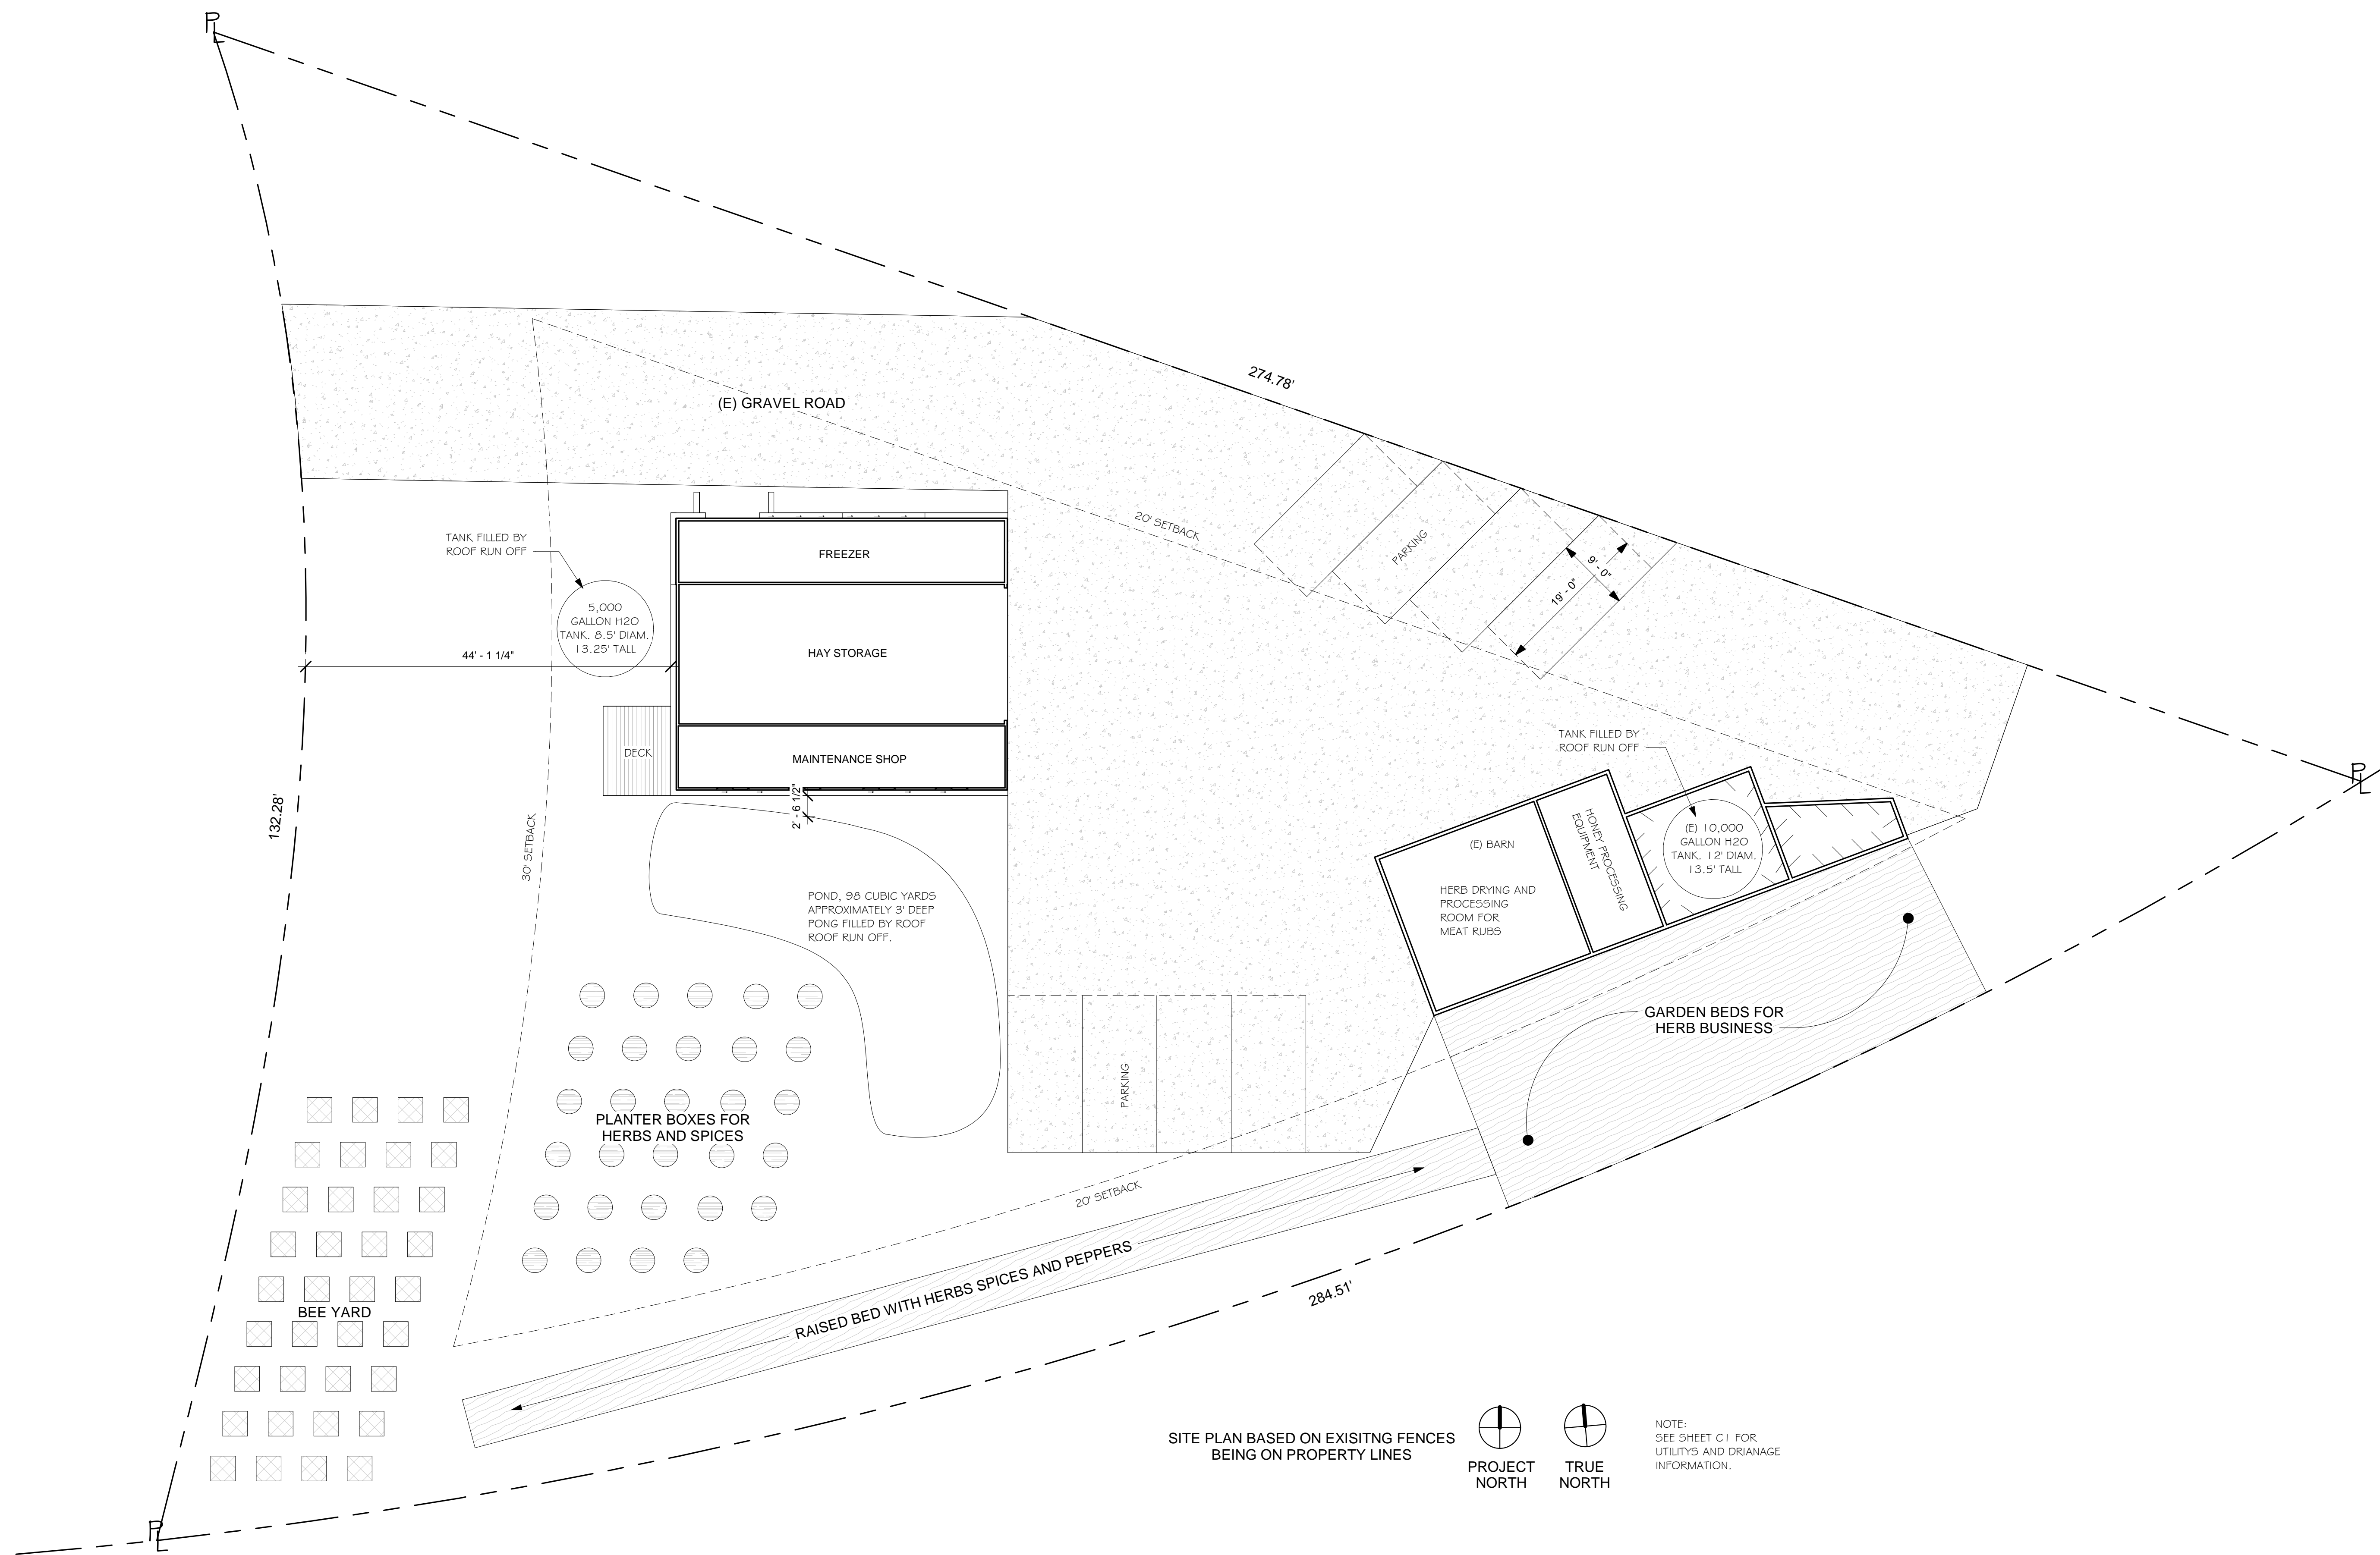 PL
274.78'
(E) GRAVEL ROAD
20' SETBACK
PARKING
9' - 0"
19' - 0"
TANK FILLED BY
ROOF RUN OFF
FREEZER
5,000
GALLON H2O
TANK. 8.5' DIAM.
13.25' TALL
44' - 1 1/4"
HAY STORAGE
DECK
MAINTENANCE SHOP
2' - 6 1/2"
132.28'
30' SETBACK
TANK FILLED BY
ROOF RUN OFF
PL
(E) BARN
HONEY PROCESSING
EQUIPMENT
(E) 10,000
GALLON H2O
TANK. 12' DIAM.
13.5' TALL
HERB DRYING AND
PROCESSING
ROOM FOR
MEAT RUBS
POND, 98 CUBIC YARDS
APPROXIMATELY 3' DEEP
PONG FILLED BY ROOF
ROOF RUN OFF.
GARDEN BEDS FOR
HERB BUSINESS
PARKING
PLANTER BOXES FOR
HERBS AND SPICES
20' SETBACK
RAISED BED WITH HERBS SPICES AND PEPPERS
284.51'
BEE YARD
SITE PLAN BASED ON EXISITNG FENCES
BEING ON PROPERTY LINES
PROJECT
NORTH
TRUE
NORTH
NOTE:
SEE SHEET C1 FOR
UTILITYS AND DRIANAGE
INFORMATION.
PL